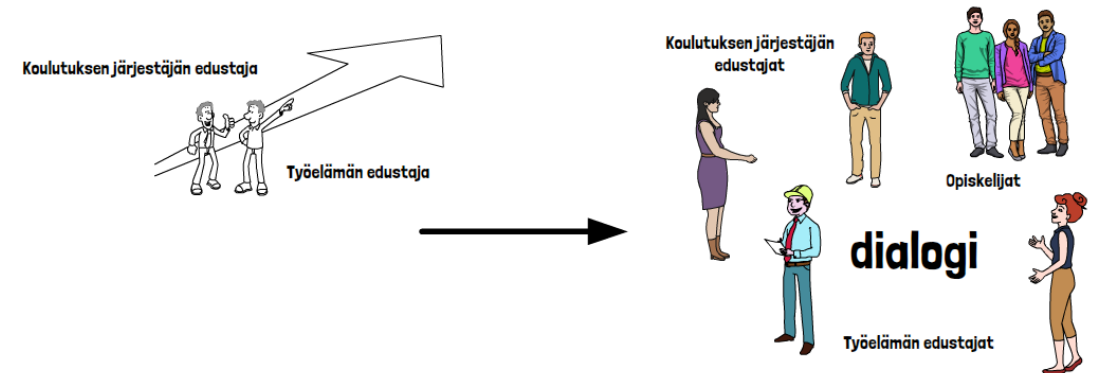 Koulutuksen järjestäjän edustaja
Työelämän edustaja
Koulutuksen järjestäjän
edustajat
Opiskelijat
dialogi
Työelämän edustajat